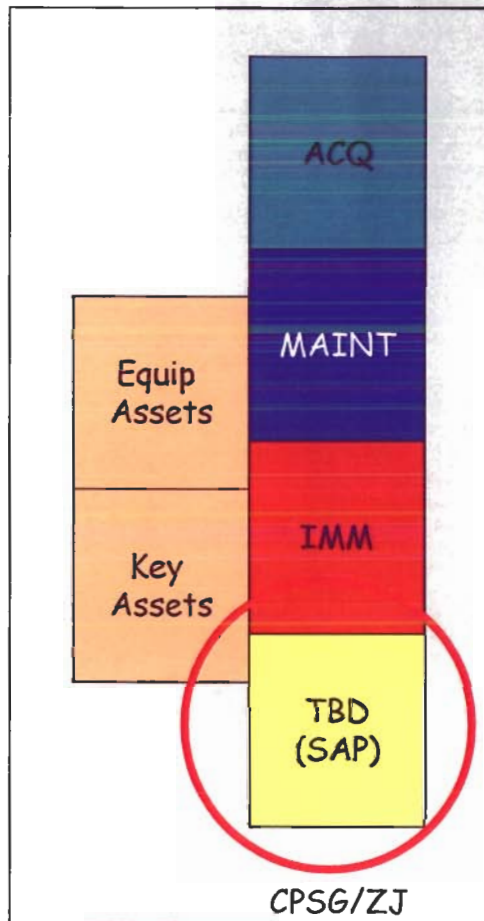 ACQ
MAINT
Equip
Assets
IMM
Key
Assets
TBD
(SAP)
CPSG/ZJ